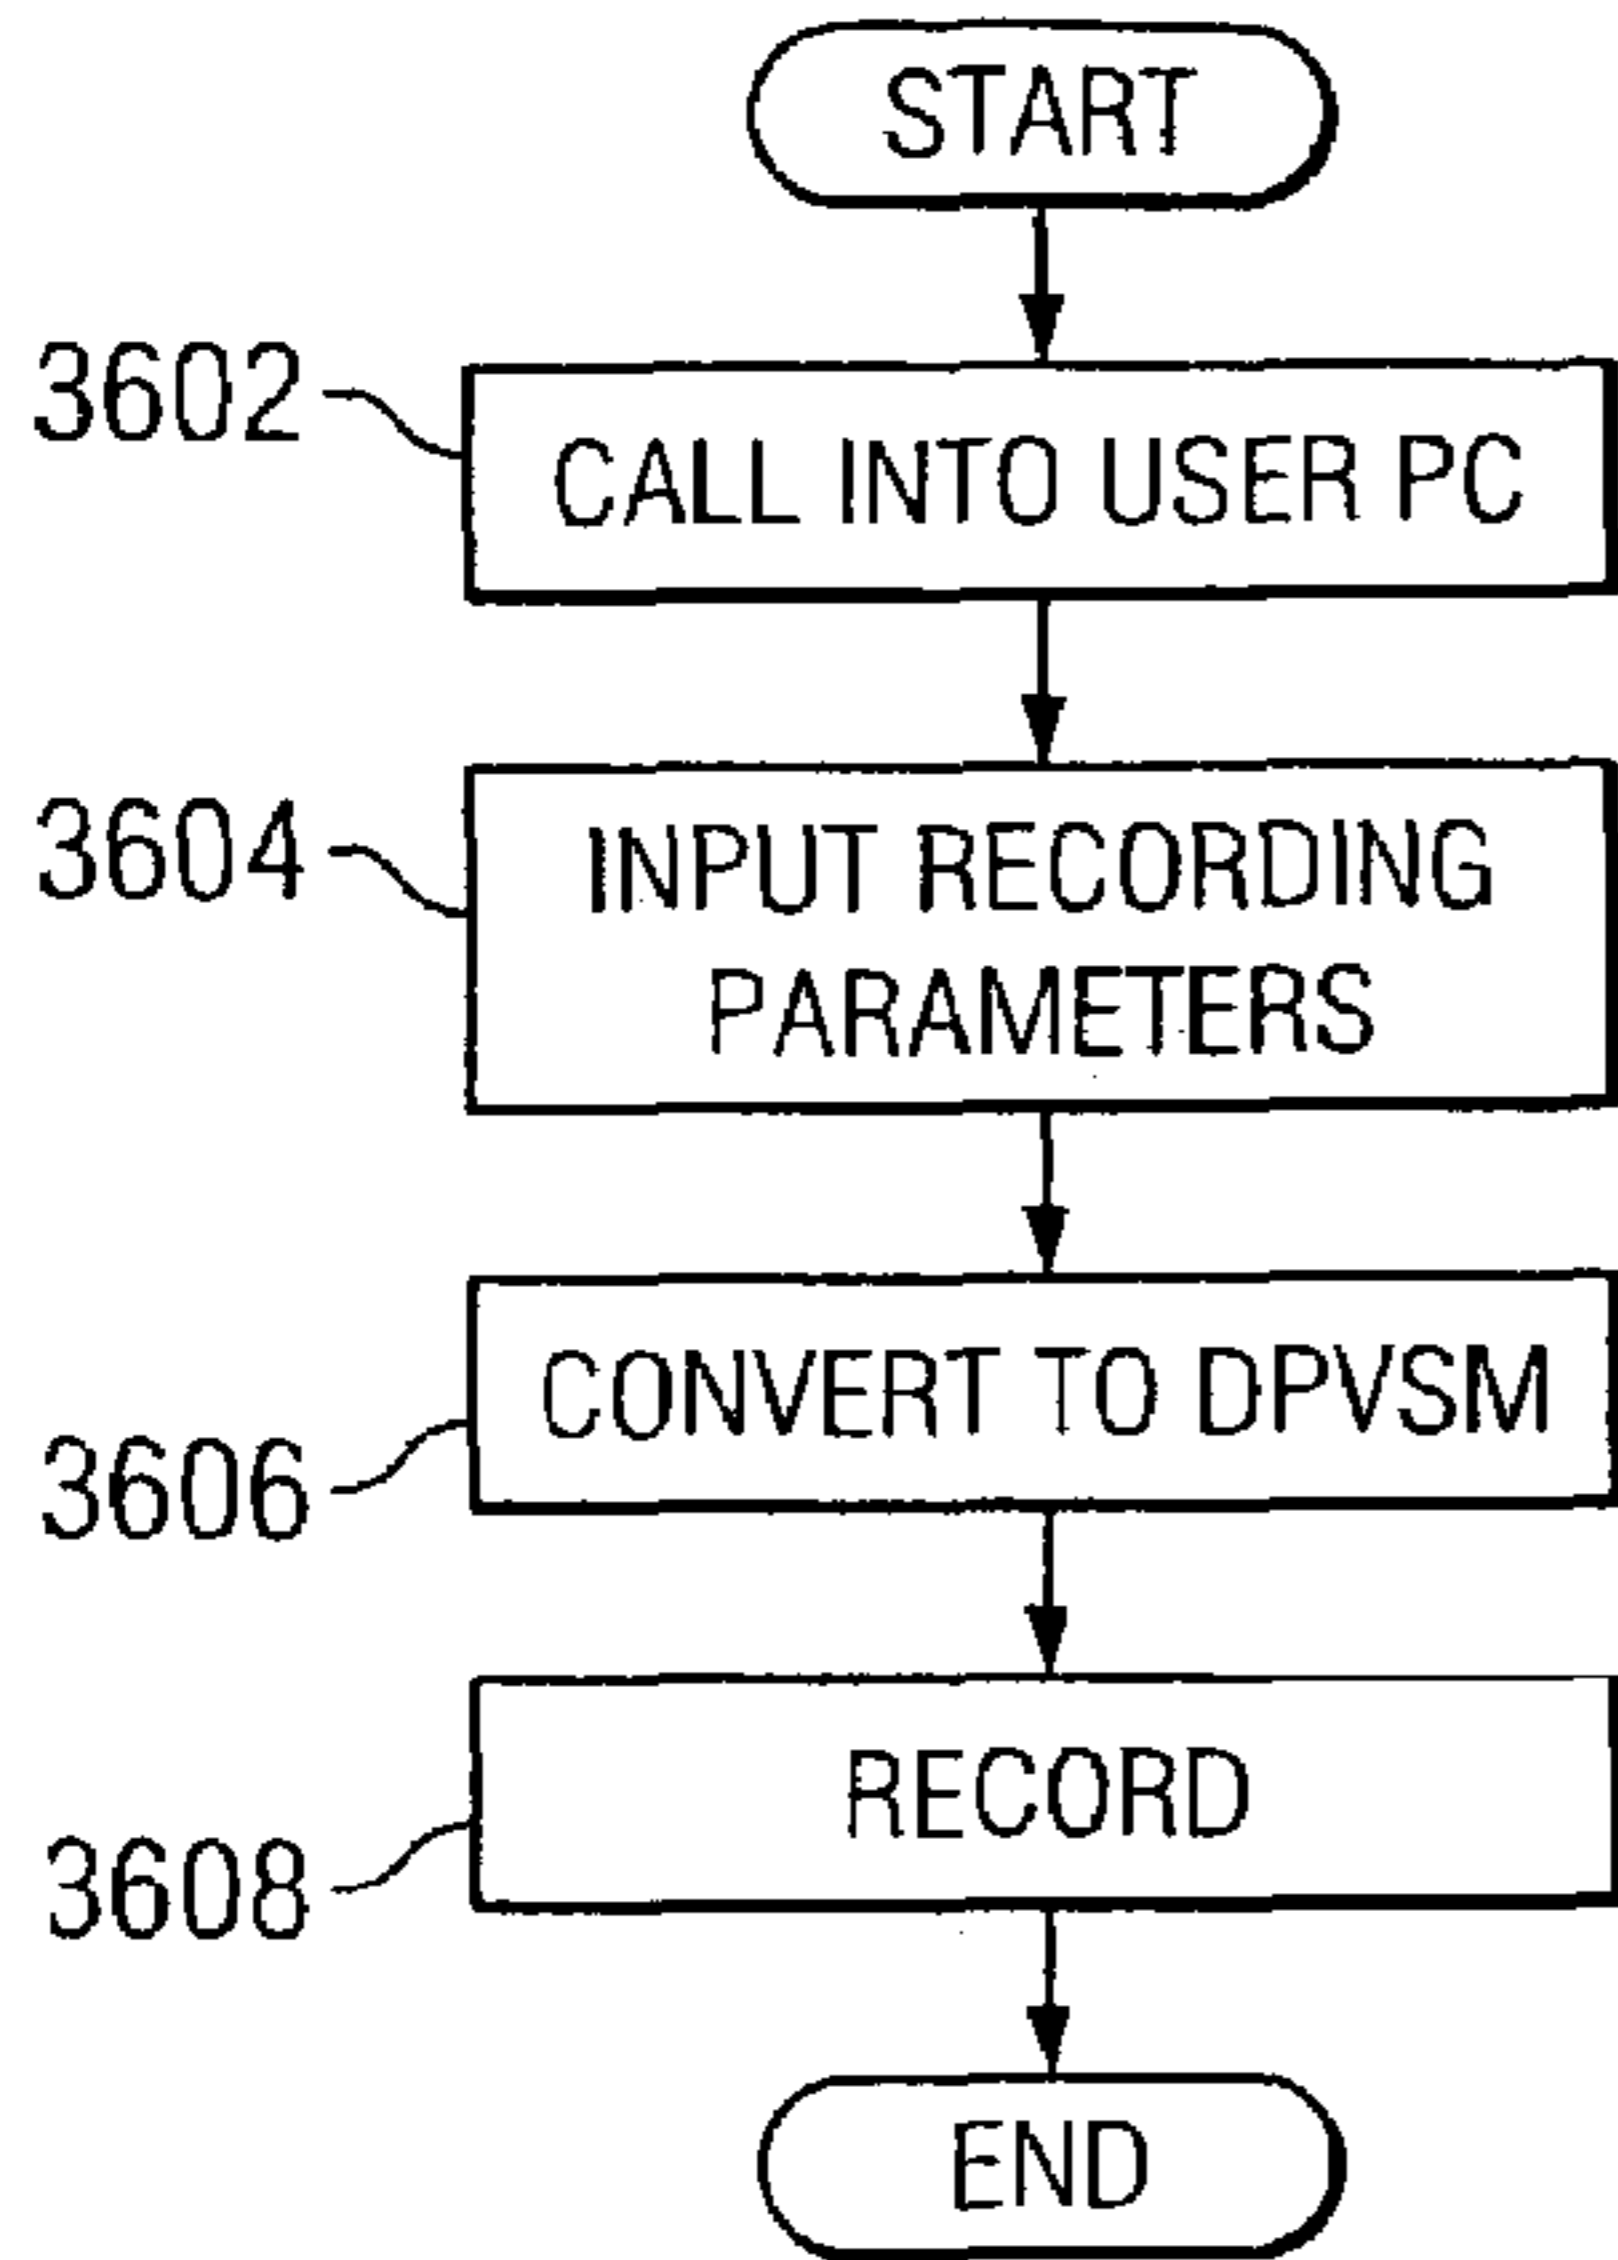 START
3602
CALL INTO USER PC
3604
INPUT RECORDING
PARAMETERS
CONVERT TO DPVSM
3606
RECORD
3608
END